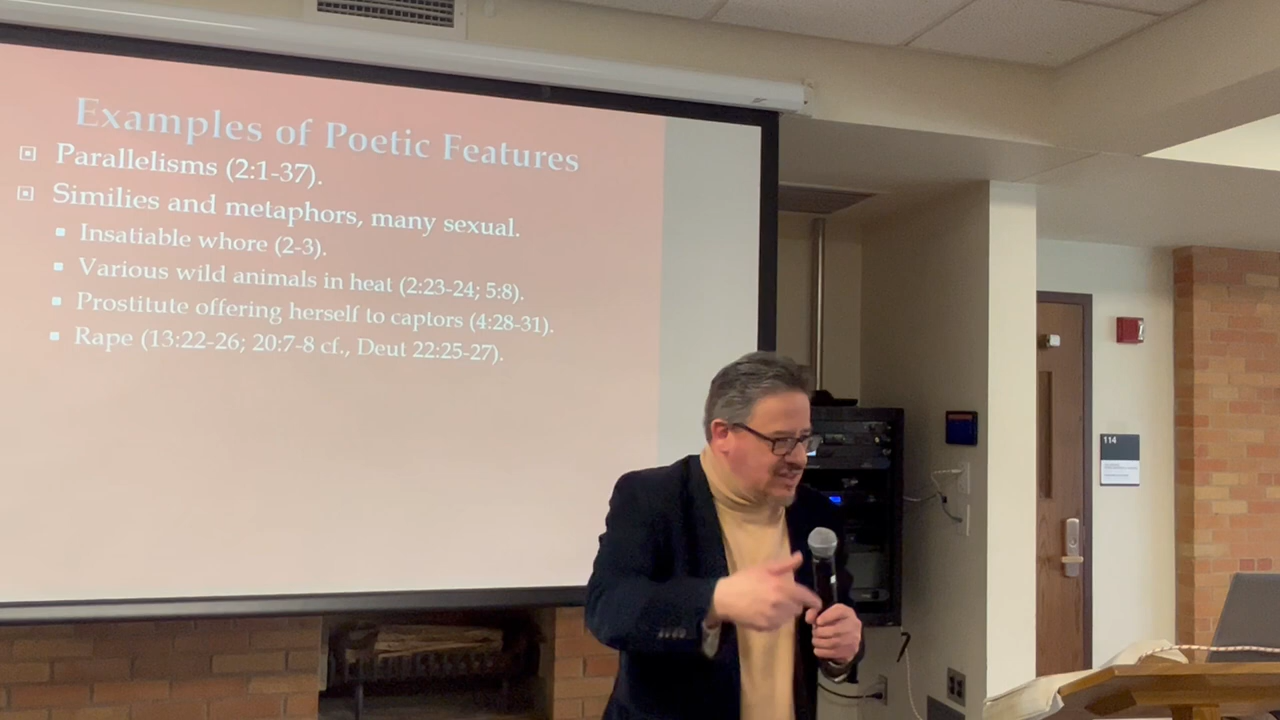 Examples of Poetic Features
Parallelisms (2:1-37).
Similies and metaphors, many sexual.
Insatiable whore (2-3).
Various wild animals in heat (2:23-24; 5:8).
Prostitute offering herself to captors (4:28-31).
Rape (13:22-26; 20:7-8 cf., Deut 22:25-27).
114